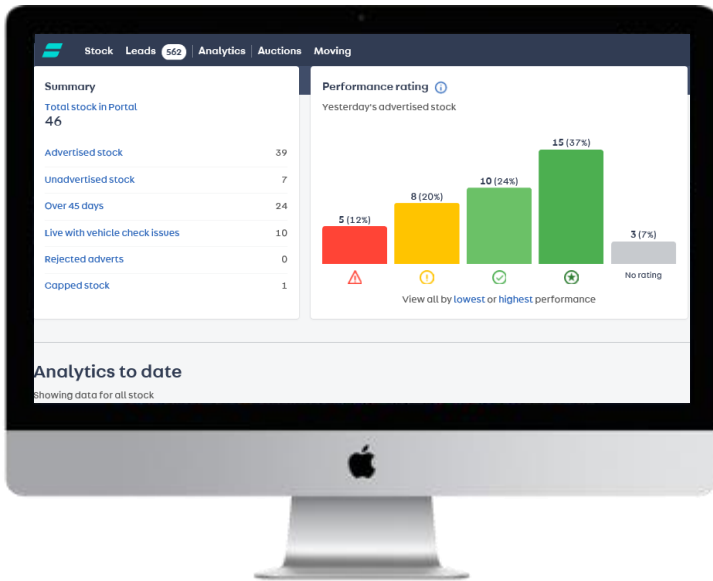 Stock Leads 562 Analytics Auctions Moving
Summary
Total stock in Portal
46
Advertised stock 39
Unadvertised stock 7
Over 45 days 24
Live with vehicle check issues 10
Rejected adverts 0
Capped stock 1
Performance rating
Yesterday's advertised stock
5 (12%)
8 (20%)
10 (24%)
15 (37%)
3 (7%)
No rating
View all by lowest or highest performance
Analytics to date
Showing data for all stock